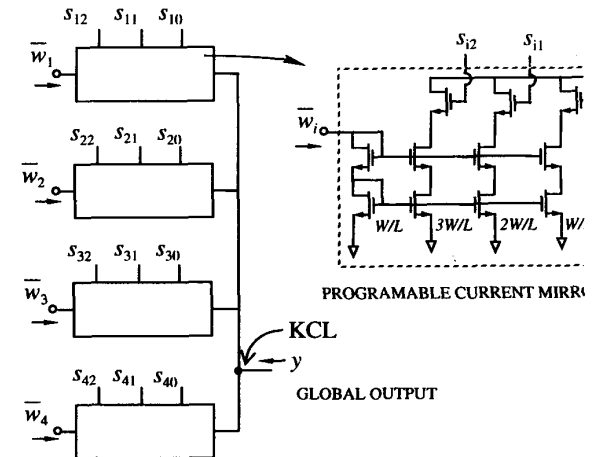 s12 s11 s10
w̅1
s22 s21 s20
w̅2
s32 s31 s30
w̅3
s42 s41 s40
w̅4
KCL
y
GLOBAL OUTPUT
si2 si1
w̅i
W/L 3W/L 2W/L W/
PROGRAMABLE CURRENT MIRR